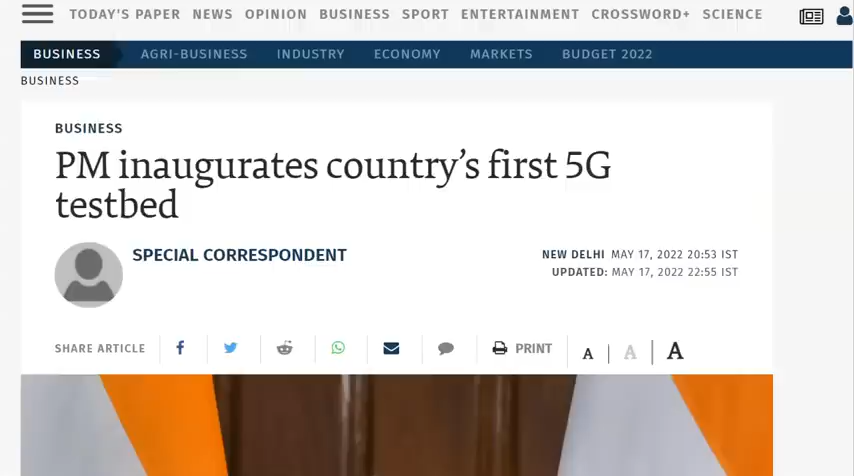 TODAY'S PAPER NEWS OPINION BUSINESS SPORT ENTERTAINMENT CROSSWORD+ SCIENCE
BUSINESS AGRI-BUSINESS INDUSTRY ECONOMY MARKETS BUDGET 2022
BUSINESS
BUSINESS
PM inaugurates country’s first 5G
testbed
SPECIAL CORRESPONDENT
NEW DELHI MAY 17, 2022 20:53 IST
UPDATED: MAY 17, 2022 22:55 IST
SHARE ARTICLE f PRINT A | A | A